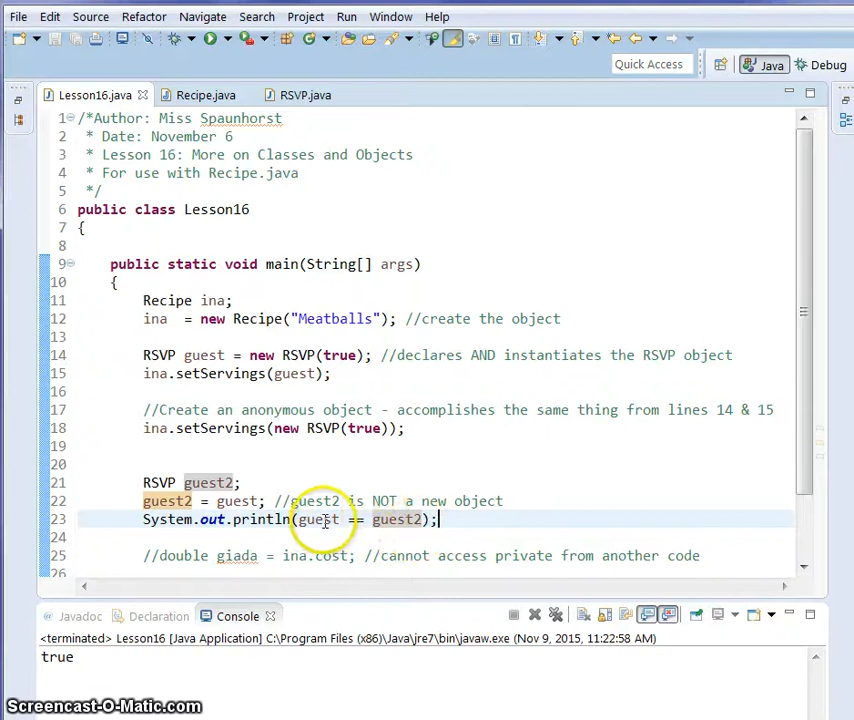 File Edit Source Refactor Navigate Search Project Run Window Help
Quick Access Java Debug
Lesson16.java Recipe.java RSVP.java
1 /*Author: Miss Spaunhorst
2 * Date: November 6
3 * Lesson 16: More on Classes and Objects
4 * For use with Recipe.java
5 */
6 public class Lesson16
7 {
8
9 public static void main(String[] args)
10 {
11 Recipe ina;
12 ina = new Recipe("Meatballs"); //create the object
13
14 RSVP guest = new RSVP(true); //declares AND instantiates the RSVP object
15 ina.setServings(guest);
16
17 //Create an anonymous object - accomplishes the same thing from lines 14 & 15
18 ina.setServings(new RSVP(true));
19
20
21 RSVP guest2;
22 guest2 = guest; //guest2 is NOT a new object
23 System.out.println(guest == guest2);
24
25 //double giada = ina.cost; //cannot access private from another code
26
Javadoc Declaration Console
<terminated> Lesson16 [Java Application] C:\Program Files (x86)\Java\jre7\bin\javaw.exe (Nov 9, 2015, 11:22:58 AM)
true
Screencast-O-Matic.com